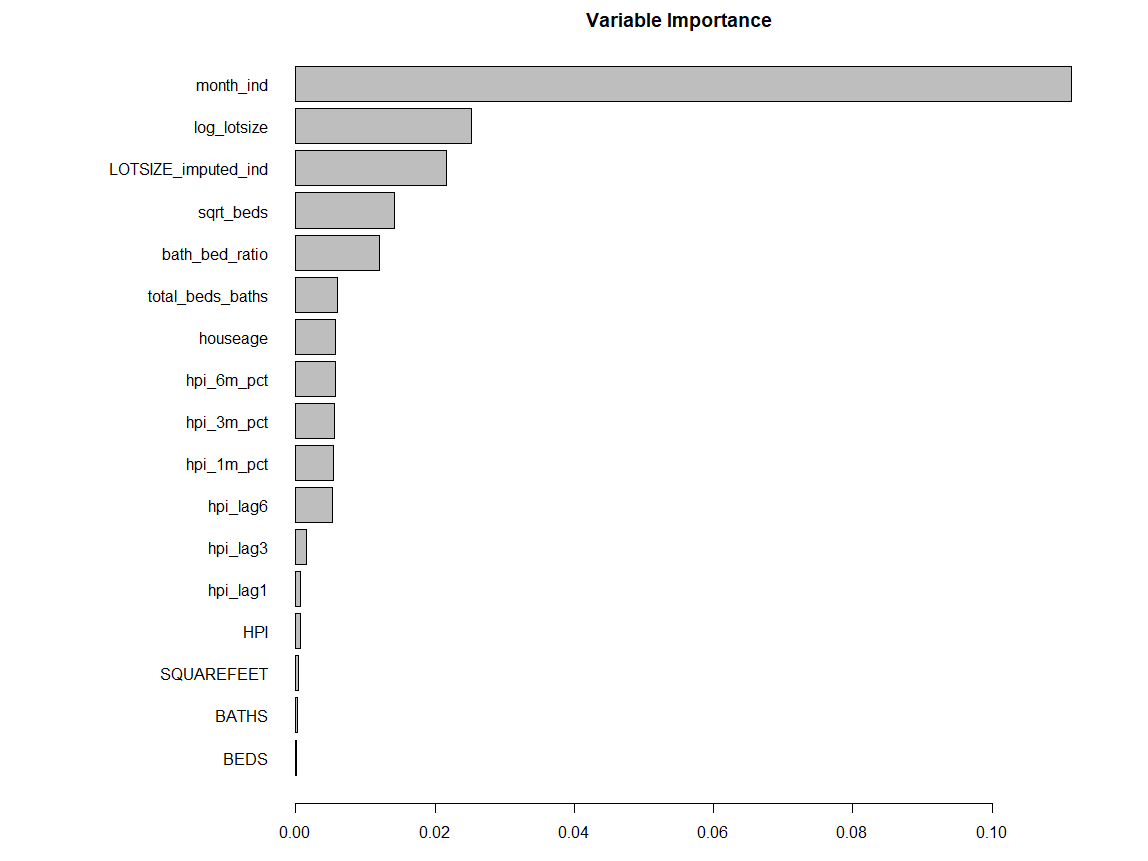 Variable Importance
month_ind
log_lotsize
LOTSIZE_imputed_ind
sqrt_beds
bath_bed_ratio
total_beds_baths
houseage
hpi_6m_pct
hpi_3m_pct
hpi_1m_pct
hpi_lag6
hpi_lag3
hpi_lag1
HPI
SQUAREFEET
BATHS
BEDS
0.00 0.02 0.04 0.06 0.08 0.10